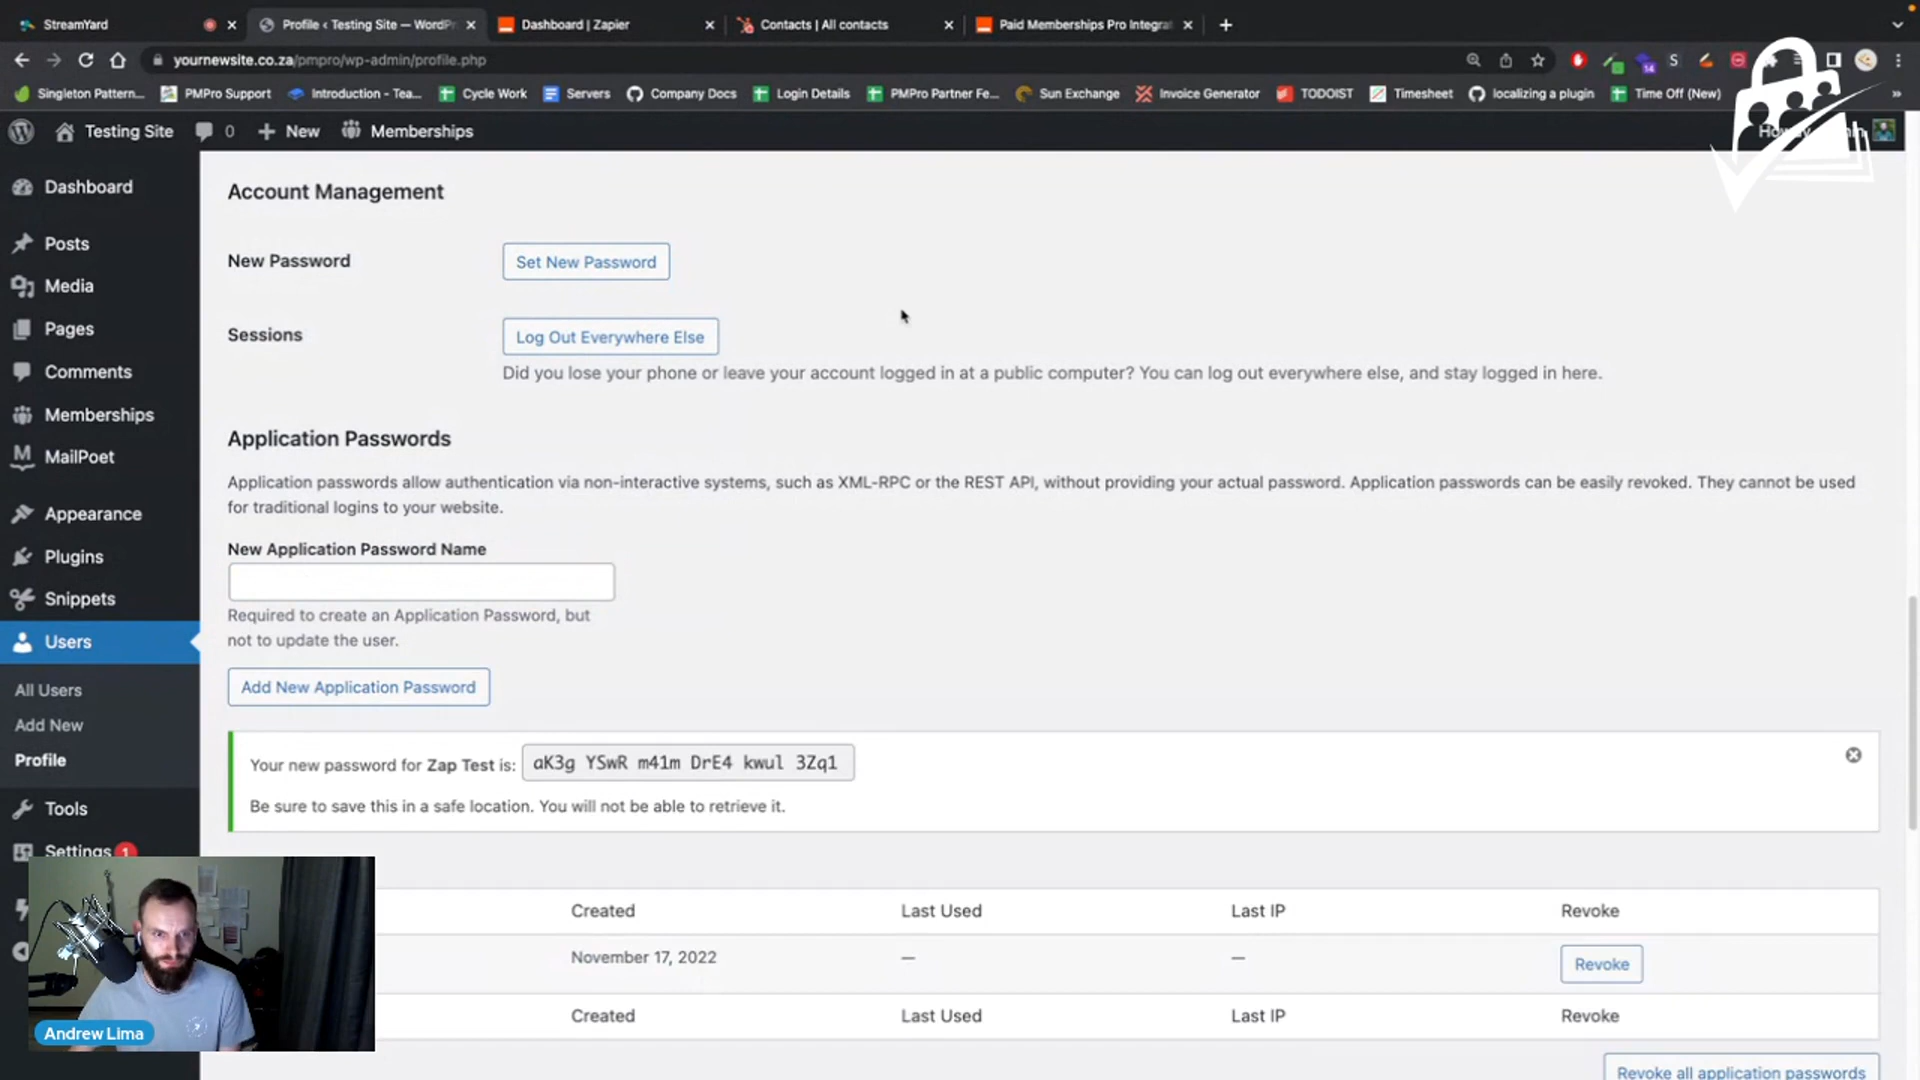 StreamYard
Profile ‹ Testing Site — WordPr
Dashboard | Zapier
Contacts | All contacts
Paid Memberships Pro Integrat
yournewsite.co.za/pmpro/wp-admin/profile.php
14
S
Singleton Pattern...
PMPro Support
Introduction - Tea...
Cycle Work
Servers
Company Docs
Login Details
PMPro Partner Fe...
Sun Exchange
Invoice Generator
TODOIST
Timesheet
localizing a plugin
Time Off (New)
»
Testing Site
0
New
Memberships
Dashboard
Posts
Media
Pages
Comments
Memberships
MailPoet
Appearance
Plugins
Snippets
Users
All Users
Add New
Profile
Tools
Settings 1
Account Management
New Password
Set New Password
Sessions
Log Out Everywhere Else
Did you lose your phone or leave your account logged in at a public computer? You can log out everywhere else, and stay logged in here.
Application Passwords
Application passwords allow authentication via non-interactive systems, such as XML-RPC or the REST API, without providing your actual password. Application passwords can be easily revoked. They cannot be used
for traditional logins to your website.
New Application Password Name
Required to create an Application Password, but
not to update the user.
Add New Application Password
Your new password for Zap Test is: aK3g YSwR m41m DrE4 kwul 3Zq1
Be sure to save this in a safe location. You will not be able to retrieve it.
Created Last Used Last IP Revoke
November 17, 2022 — — Revoke
Created Last Used Last IP Revoke
Revoke all application passwords
Andrew Lima